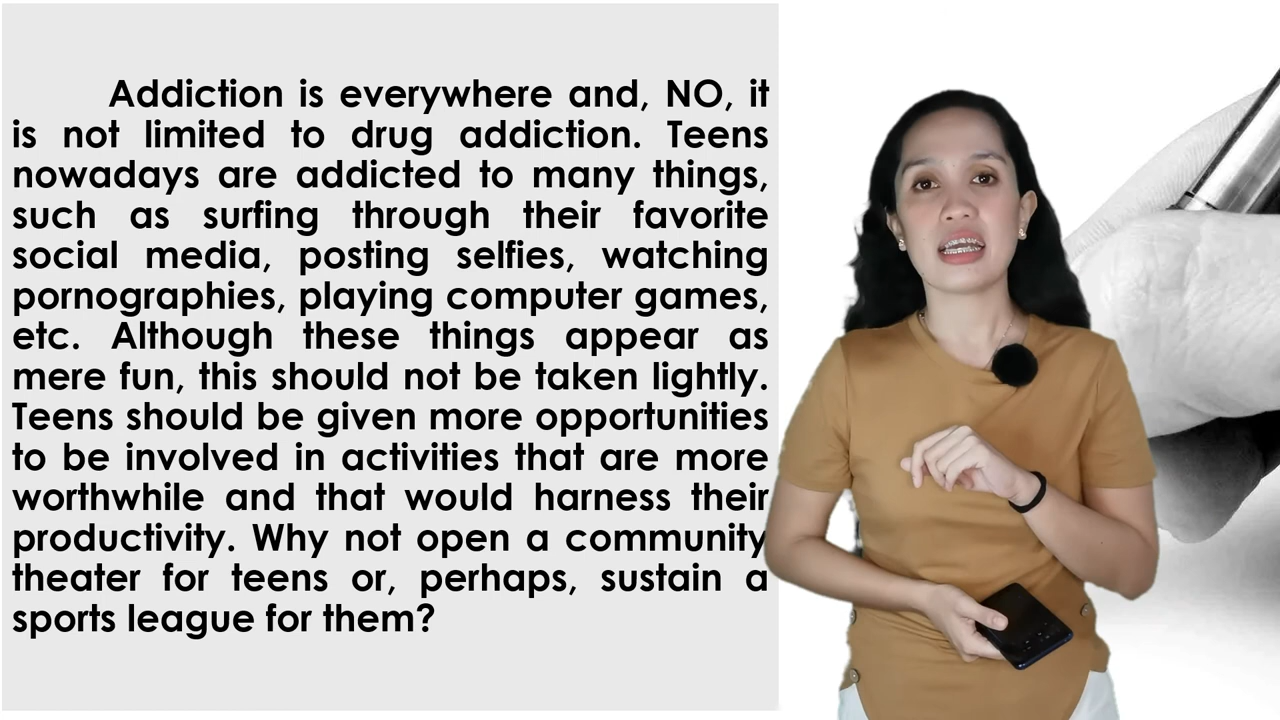 Addiction is everywhere and, NO, it
is not limited to drug addiction. Teens
nowadays are addicted to many things,
such as surfing through their favorite
social media, posting selfies, watching
pornographies, playing computer games,
etc. Although these things appear as
mere fun, this should not be taken lightly.
Teens should be given more opportunities
to be involved in activities that are more
worthwhile and that would harness their
productivity. Why not open a community
theater for teens or, perhaps, sustain a
sports league for them?